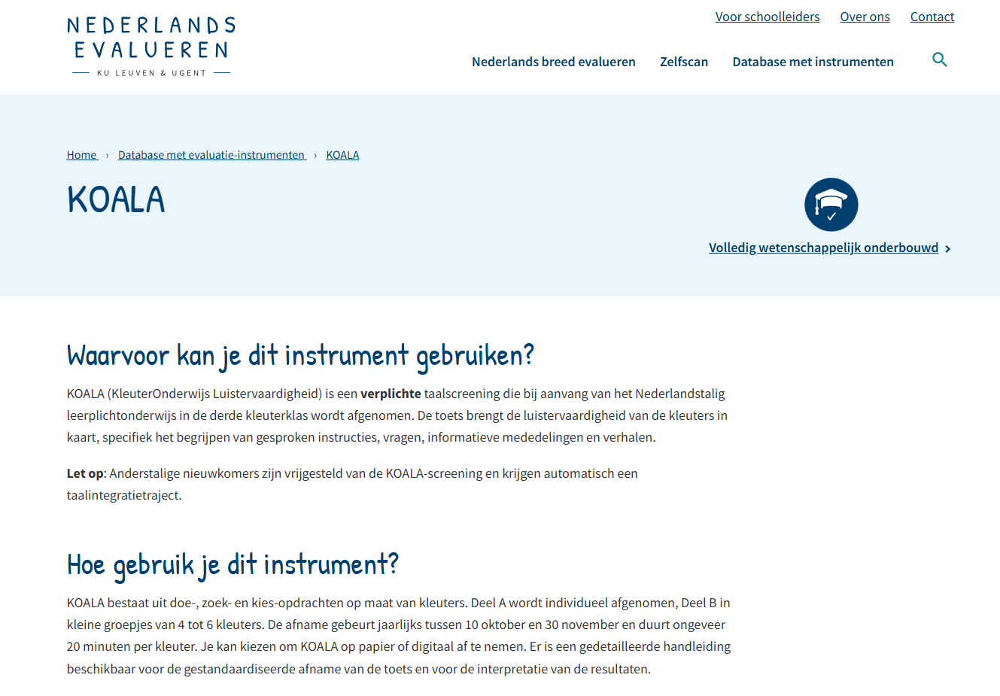 NEDERLANDS
EVALUEREN
KU LEUVEN & UGENT
Voor schoolleiders Over ons Contact
Nederlands breed evalueren Zelfscan Database met instrumenten
Home › Database met evaluatie-instrumenten › KOALA
KOALA
Volledig wetenschappelijk onderbouwd ›
Waarvoor kan je dit instrument gebruiken?
KOALA (KleuterOnderwijs Luistervaardigheid) is een verplichte taalscreening die bij aanvang van het Nederlandstalig
leerplichtonderwijs in de derde kleuterklas wordt afgenomen. De toets brengt de luistervaardigheid van de kleuters in
kaart, specifiek het begrijpen van gesproken instructies, vragen, informatieve mededelingen en verhalen.
Let op: Anderstalige nieuwkomers zijn vrijgesteld van de KOALA-screening en krijgen automatisch een
taalintegratietraject.
Hoe gebruik je dit instrument?
KOALA bestaat uit doe-, zoek- en kies-opdrachten op maat van kleuters. Deel A wordt individueel afgenomen, Deel B in
kleine groepjes van 4 tot 6 kleuters. De afname gebeurt jaarlijks tussen 10 oktober en 30 november en duurt ongeveer
20 minuten per kleuter. Je kan kiezen om KOALA op papier of digitaal af te nemen. Er is een gedetailleerde handleiding
beschikbaar voor de gestandaardiseerde afname van de toets en voor de interpretatie van de resultaten.